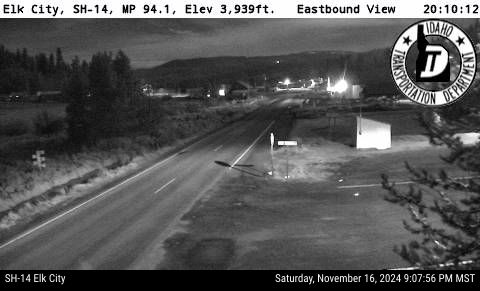 Elk City, SH-14, MP 94.1, Elev 3,939ft. Eastbound View 20:10:12
IDAHO
TRANSPORTATION DEPARTMENT
SH-14 Elk City Saturday, November 16, 2024 9:07:56 PM MST